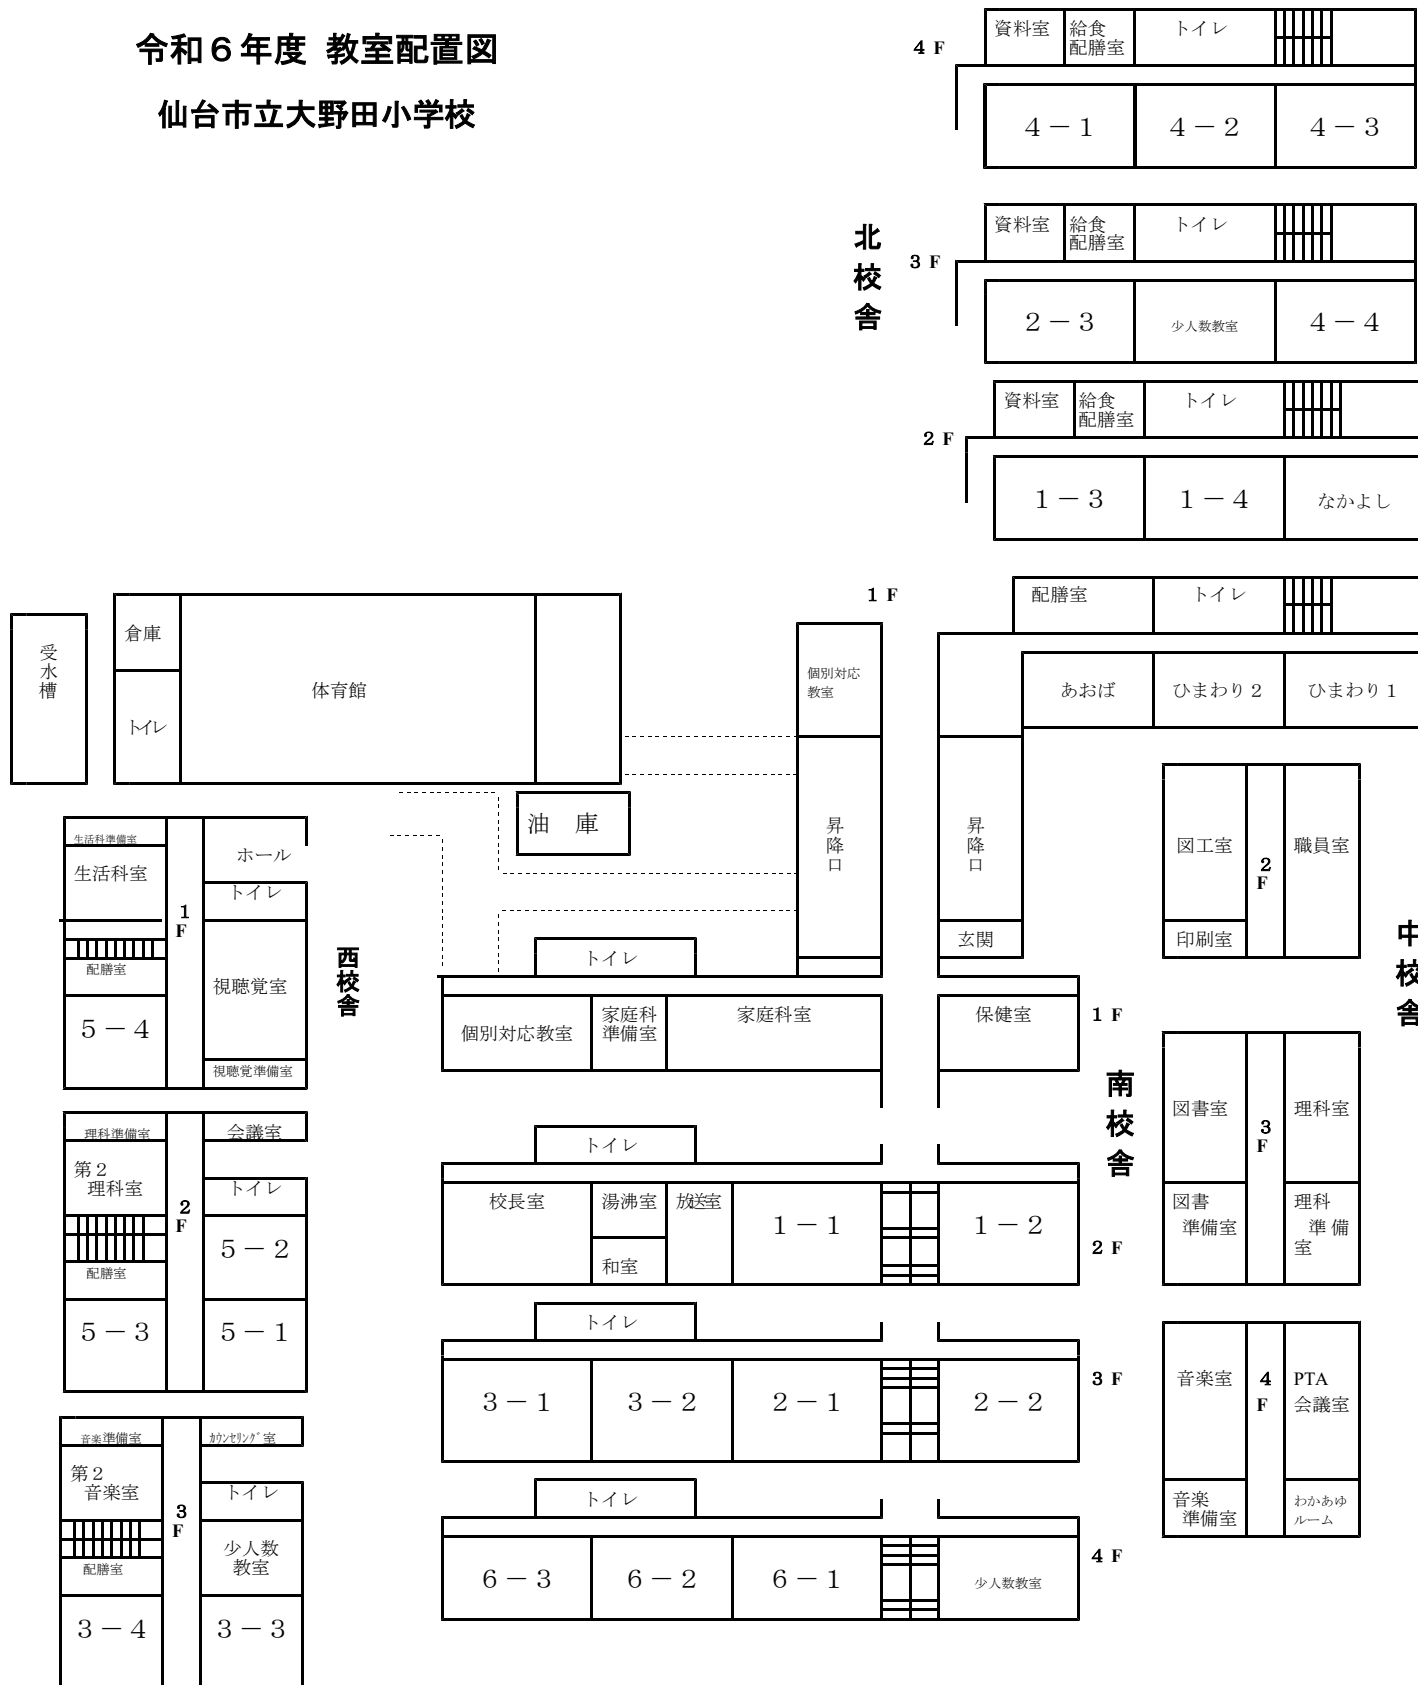 令和６年度 教室配置図
仙台市立大野田小学校
４Ｆ
資料室
給食
配膳室
トイレ
４－１
４－２
４－３
北校舎
３Ｆ
資料室
給食
配膳室
トイレ
２－３
少人数教室
４－４
２Ｆ
資料室
給食
配膳室
トイレ
１－３
１－４
なかよし
１Ｆ
配膳室
トイレ
個別対応
教室
あおば
ひまわり２
ひまわり１
昇降口
昇降口
玄関
受水槽
倉庫
トイレ
体育館
油 庫
西校舎
生活科準備室
生活科室
１F
ホール
トイレ
配膳室
視聴覚室
５－４
視聴覚準備室
理科準備室
第２
理科室
２F
会議室
トイレ
５－２
配膳室
５－３
５－１
音楽準備室
第２
音楽室
３F
ｶｳﾝｾﾘﾝｸﾞ室
トイレ
少人数
教室
配膳室
３－４
３－３
南校舎
トイレ
個別対応教室
家庭科
準備室
家庭科室
保健室
１Ｆ
トイレ
校長室
湯沸室
和室
放送室
１－１
１－２
２Ｆ
トイレ
３－１
３－２
２－１
２－２
３Ｆ
トイレ
６－３
６－２
６－１
少人数教室
４Ｆ
中校舎
図工室
２F
職員室
印刷室
図書室
３F
理科室
図書
準備室
理科
準 備
室
音楽室
４F
PTA
会議室
音楽
準備室
わかあゆ
ルーム